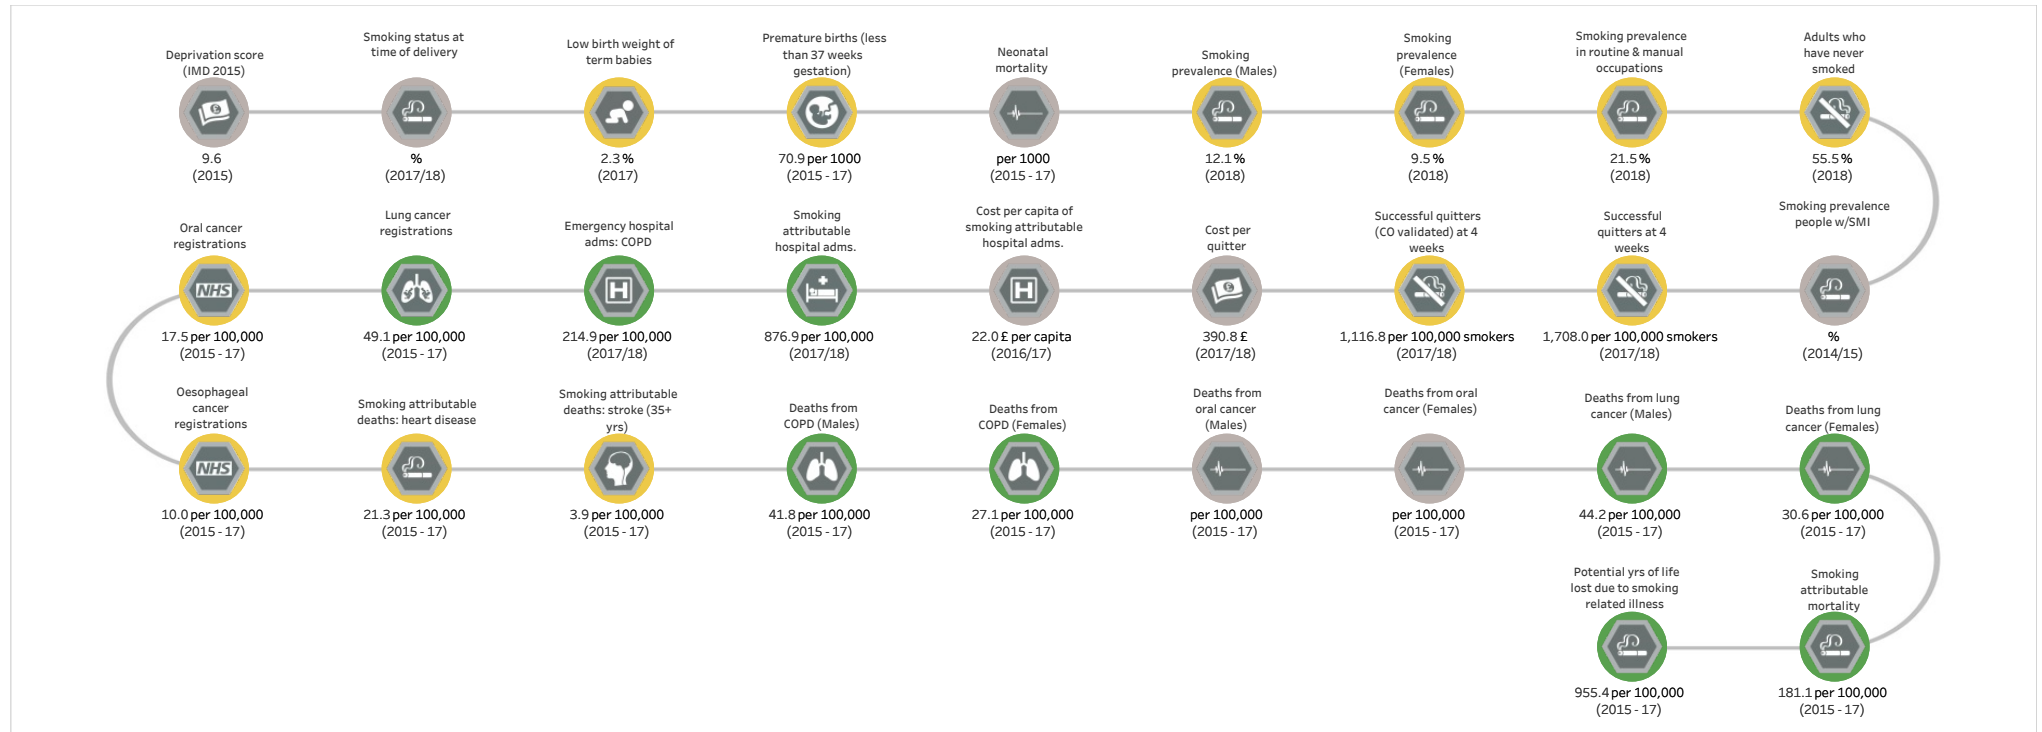 Deprivation score
(IMD 2015)
9.6
(2015)
Smoking status at
time of delivery
%
(2017/18)
Low birth weight of
term babies
2.3 %
(2017)
Premature births (less
than 37 weeks
gestation)
70.9 per 1000
(2015 - 17)
Neonatal
mortality
per 1000
(2015 - 17)
Smoking
prevalence (Males)
12.1 %
(2018)
Smoking
prevalence
(Females)
9.5 %
(2018)
Smoking prevalence
in routine & manual
occupations
21.5 %
(2018)
Adults who
have never
smoked
55.5 %
(2018)
Smoking prevalence
people w/SMI
%
(2014/15)
Successful
quitters at 4
weeks
1,708.0 per 100,000 smokers
(2017/18)
Successful quitters
(CO validated) at 4
weeks
1,116.8 per 100,000 smokers
(2017/18)
Cost per
quitter
390.8 £
(2017/18)
Cost per capita of
smoking attributable
hospital adms.
H
22.0 £ per capita
(2016/17)
Smoking
attributable
hospital adms.
876.9 per 100,000
(2017/18)
Emergency hospital
adms: COPD
H
214.9 per 100,000
(2017/18)
Lung cancer
registrations
49.1 per 100,000
(2015 - 17)
Oral cancer
registrations
NHS
17.5 per 100,000
(2015 - 17)
Oesophageal
cancer
registrations
NHS
10.0 per 100,000
(2015 - 17)
Smoking attributable
deaths: heart disease
21.3 per 100,000
(2015 - 17)
Smoking attributable
deaths: stroke (35+
yrs)
3.9 per 100,000
(2015 - 17)
Deaths from
COPD (Males)
41.8 per 100,000
(2015 - 17)
Deaths from
COPD (Females)
27.1 per 100,000
(2015 - 17)
Deaths from
oral cancer
(Males)
per 100,000
(2015 - 17)
Deaths from oral
cancer (Females)
per 100,000
(2015 - 17)
Deaths from lung
cancer (Males)
44.2 per 100,000
(2015 - 17)
Deaths from lung
cancer (Females)
30.6 per 100,000
(2015 - 17)
Smoking
attributable
mortality
181.1 per 100,000
(2015 - 17)
Potential yrs of life
lost due to smoking
related illness
955.4 per 100,000
(2015 - 17)